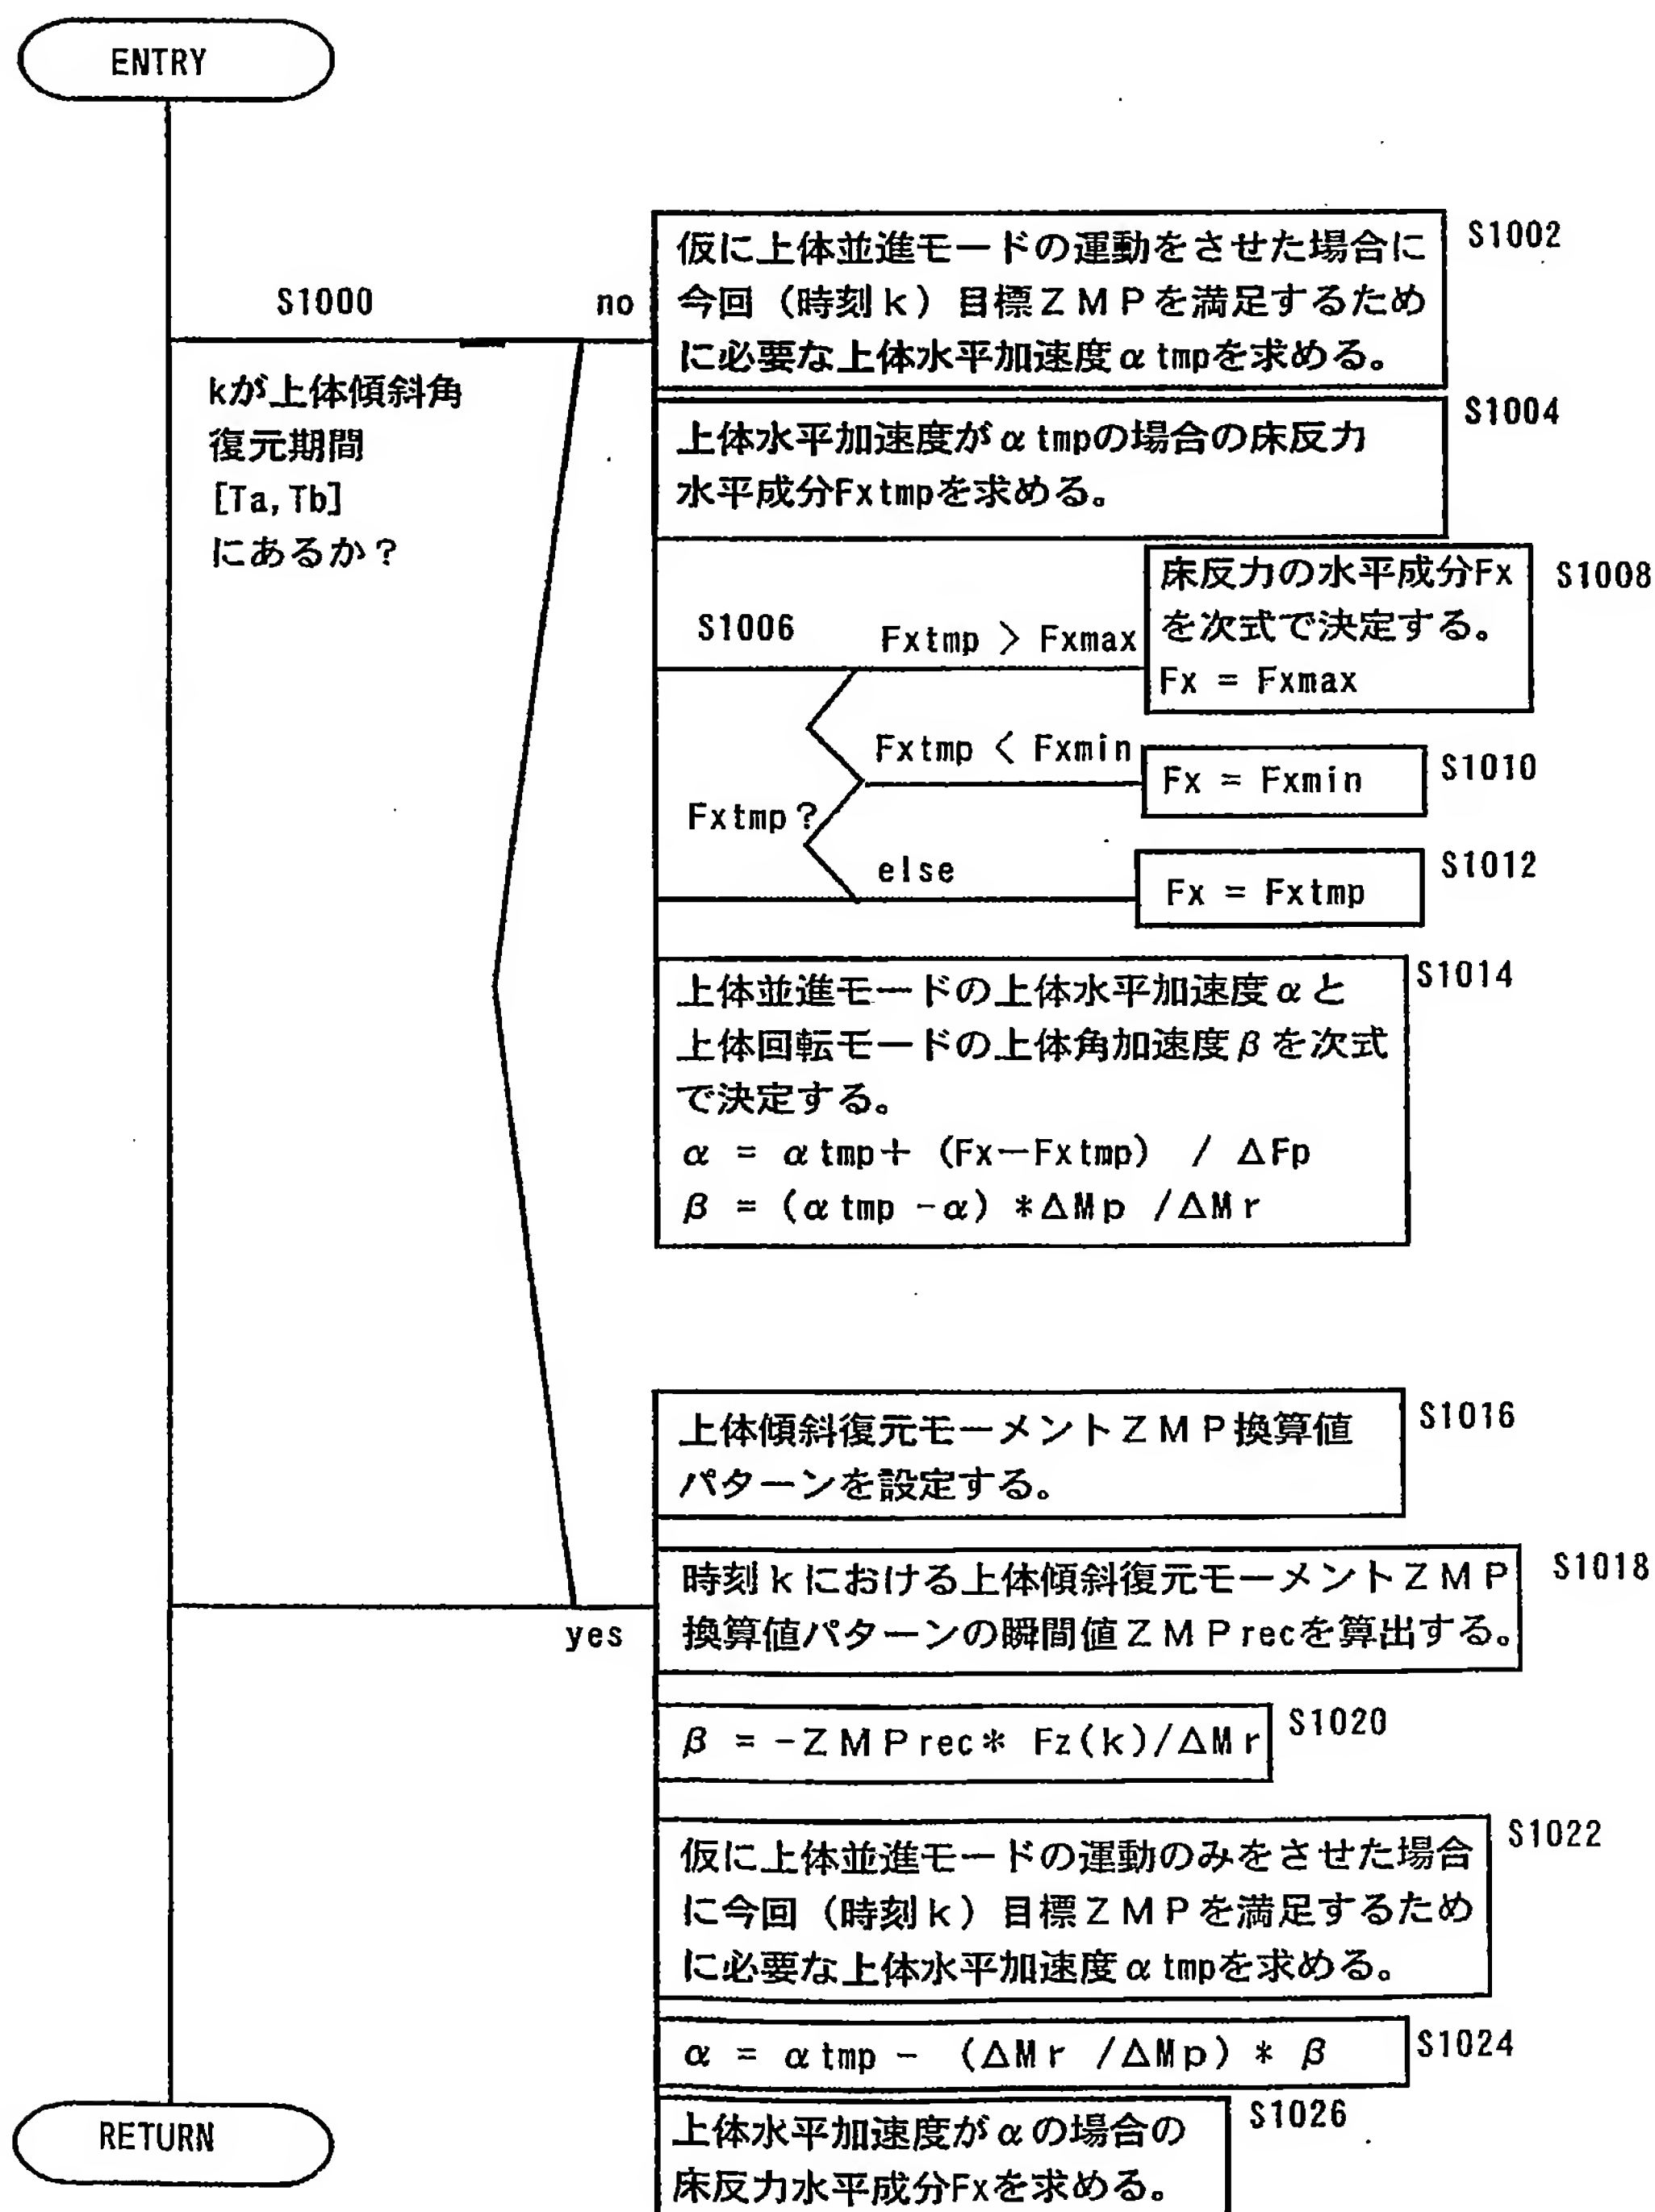 ENTRY
S1000
no
kが上体傾斜角
復元期間
[Ta,Tb]
にあるか？
仮に上体並進モードの運動をさせた場合に
今回（時刻ｋ）目標ＺＭＰを満足するため
に必要な上体水平加速度αtmpを求める。
S1002
上体水平加速度がαtmpの場合の床反力
水平成分Fxtmpを求める。
S1004
S1006
Fxtmp？
Fxtmp > Fxmax
床反力の水平成分Fx
を次式で決定する。
Fx = Fxmax
S1008
Fxtmp < Fxmin
Fx = Fxmin
S1010
else
Fx = Fxtmp
S1012
上体並進モードの上体水平加速度αと
上体回転モードの上体角加速度βを次式
で決定する。
α = αtmp＋ (Fx－Fxtmp) / ΔFp
β = (αtmp -α) *ΔMp /ΔMr
S1014
yes
上体傾斜復元モーメントＺＭＰ換算値
パターンを設定する。
S1016
時刻ｋにおける上体傾斜復元モーメントＺＭＰ
換算値パターンの瞬間値ＺＭＰrecを算出する。
S1018
β = -ＺＭＰrec* Fz(k)/ΔMr
S1020
仮に上体並進モードの運動のみをさせた場合
に今回（時刻ｋ）目標ＺＭＰを満足するため
に必要な上体水平加速度αtmpを求める。
S1022
α = αtmp - (ΔMr /ΔMp) * β
S1024
上体水平加速度がαの場合の
床反力水平成分Fxを求める。
S1026
RETURN